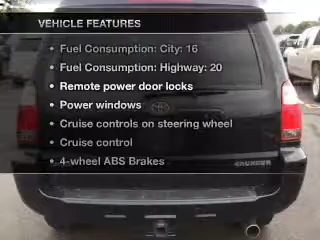 VEHICLE FEATURES
• Fuel Consumption: City: 16
• Fuel Consumption: Highway: 20
• Remote power door locks
• Power windows
• Cruise controls on steering wheel
• Cruise control
• 4-wheel ABS Brakes
4RUNNER